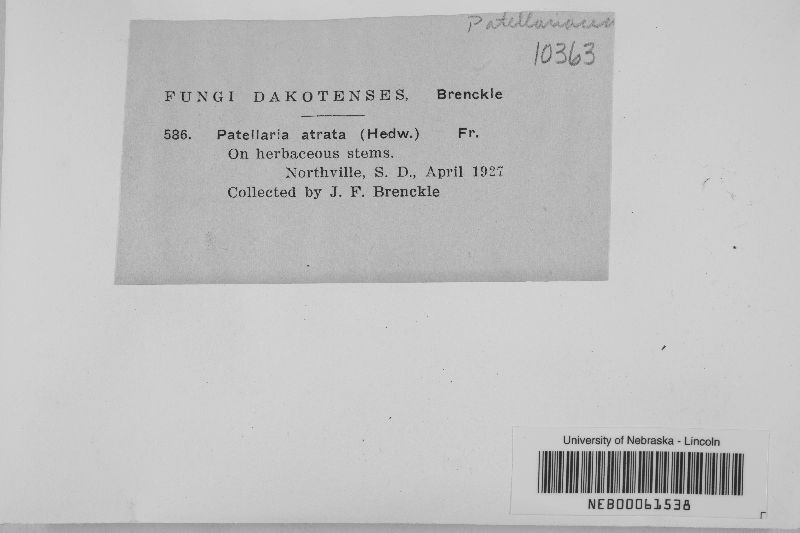 Patellariaceae
10363
FUNGI DAKOTENSES, Brenckle
586. Patellaria atrata (Hedw.) Fr.
On herbaceous stems.
Northville, S. D., April 1927
Collected by J. F. Brenckle
University of Nebraska - Lincoln
NEB00061538